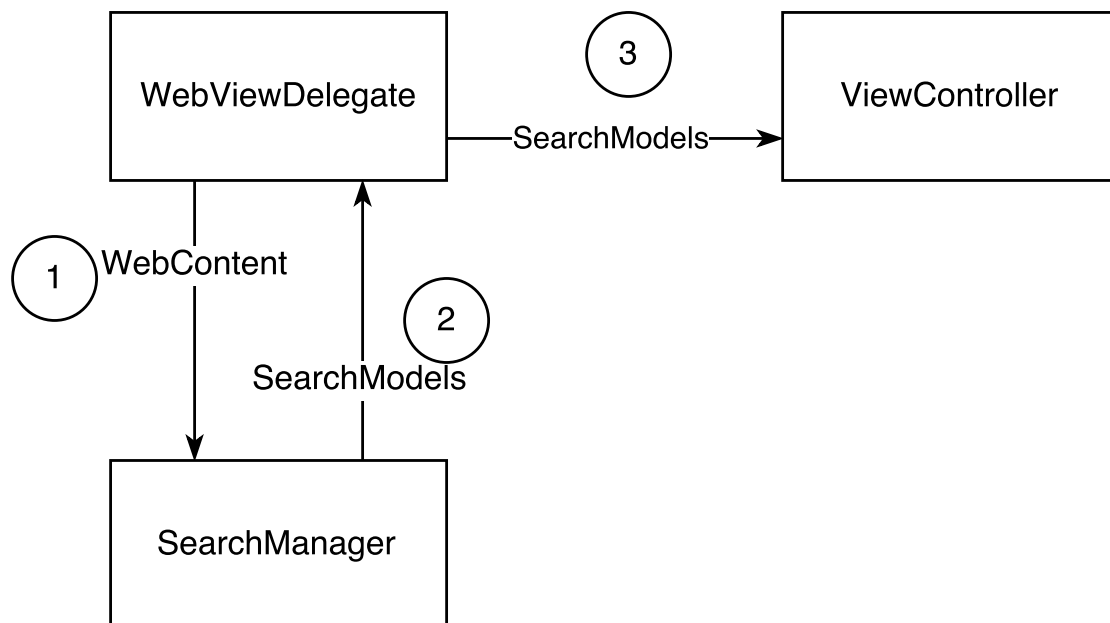 WebViewDelegate
3
ViewController
SearchModels
1
WebContent
2
SearchModels
SearchManager